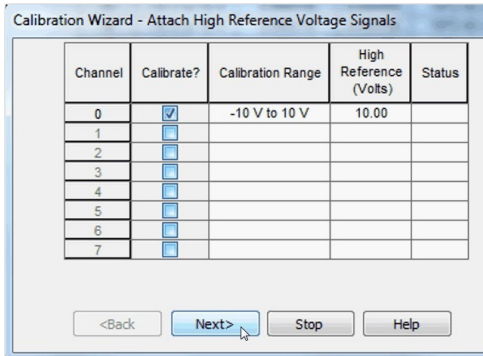 Calibration Wizard - Attach High Reference Voltage Signals
Channel Calibrate? Calibration Range High Reference (Volts) Status
0 -10 V to 10 V 10.00
1
2
3
4
5
6
7
<Back Next> Stop Help